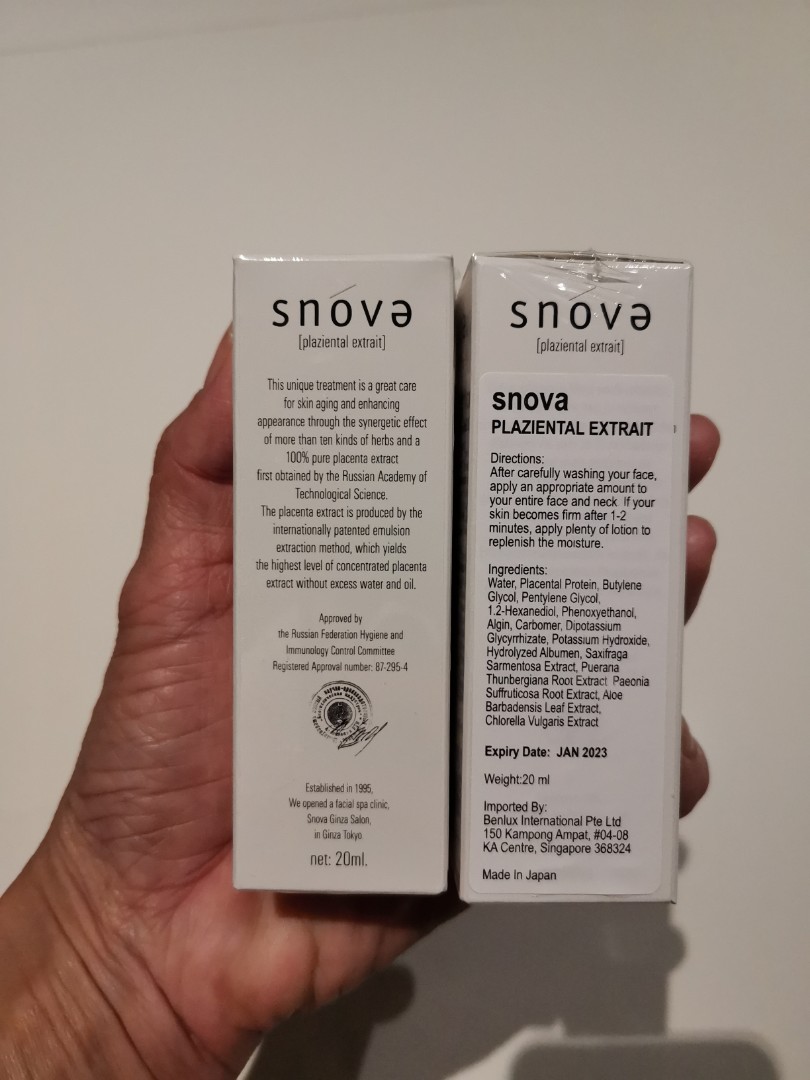 snóvə
[plaziental extrait]
This unique treatment is a great care
for skin aging and enhancing
appearance through the synergetic effect
of more than ten kinds of herbs and a
100% pure placenta extract
first obtained by the Russian Academy of
Technological Science.
The placenta extract is produced by the
internationally patented emulsion
extraction method, which yields
the highest level of concentrated placenta
extract without excess water and oil.
Approved by
the Russian Federation Hygiene and
Immunology Control Committee
Registered Approval number: 87-295-4
Established in 1995,
We opened a facial spa clinic,
Snova Ginza Salon,
in Ginza Tokyo
net: 20ml.
snóvə
[plaziental extrait]
snova
PLAZIENTAL EXTRAIT
Directions:
After carefully washing your face,
apply an appropriate amount to
your entire face and neck If your
skin becomes firm after 1-2
minutes, apply plenty of lotion to
replenish the moisture.
Ingredients:
Water, Placental Protein, Butylene
Glycol, Pentylene Glycol,
1.2-Hexanediol, Phenoxyethanol,
Algin, Carbomer, Dipotassium
Glycyrrhizate, Potassium Hydroxide,
Hydrolyzed Albumen, Saxifraga
Sarmentosa Extract, Puerana
Thunbergiana Root Extract Paeonia
Suffruticosa Root Extract, Aloe
Barbadensis Leaf Extract,
Chlorella Vulgaris Extract
Expiry Date: JAN 2023
Weight:20 ml
Imported By:
Benlux International Pte Ltd
150 Kampong Ampat, #04-08
KA Centre, Singapore 368324
Made In Japan